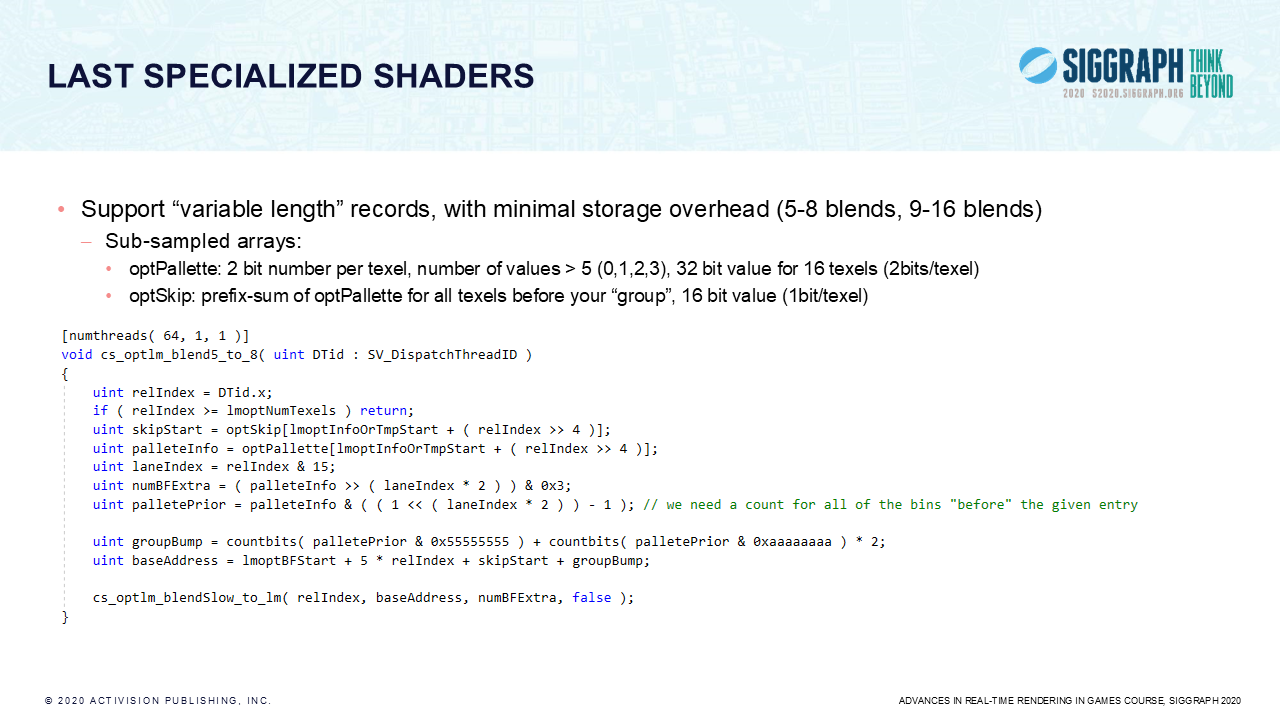 LAST SPECIALIZED SHADERS
SIGGRAPH THINK BEYOND
2020 S2020.SIGGRAPH.ORG
• Support “variable length” records, with minimal storage overhead (5-8 blends, 9-16 blends)
– Sub-sampled arrays:
• optPallette: 2 bit number per texel, number of values > 5 (0,1,2,3), 32 bit value for 16 texels (2bits/texel)
• optSkip: prefix-sum of optPallette for all texels before your “group”, 16 bit value (1bit/texel)
[numthreads( 64, 1, 1 )]
void cs_optlm_blend5_to_8( uint DTid : SV_DispatchThreadID )
{
    uint relIndex = DTid.x;
    if ( relIndex >= lmoptNumTexels ) return;
    uint skipStart = optSkip[lmoptInfoOrTmpStart + ( relIndex >> 4 )];
    uint palleteInfo = optPallette[lmoptInfoOrTmpStart + ( relIndex >> 4 )];
    uint laneIndex = relIndex & 15;
    uint numBFExtra = ( palleteInfo >> ( laneIndex * 2 ) ) & 0x3;
    uint palletePrior = palleteInfo & ( ( 1 << ( laneIndex * 2 ) ) - 1 ); // we need a count for all of the bins "before" the given entry
    uint groupBump = countbits( palletePrior & 0x55555555 ) + countbits( palletePrior & 0xaaaaaaaa ) * 2;
    uint baseAddress = lmoptBFStart + 5 * relIndex + skipStart + groupBump;
    cs_optlm_blendSlow_to_lm( relIndex, baseAddress, numBFExtra, false );
}
© 2020 ACTIVISION PUBLISHING, INC.
ADVANCES IN REAL-TIME RENDERING IN GAMES COURSE, SIGGRAPH 2020